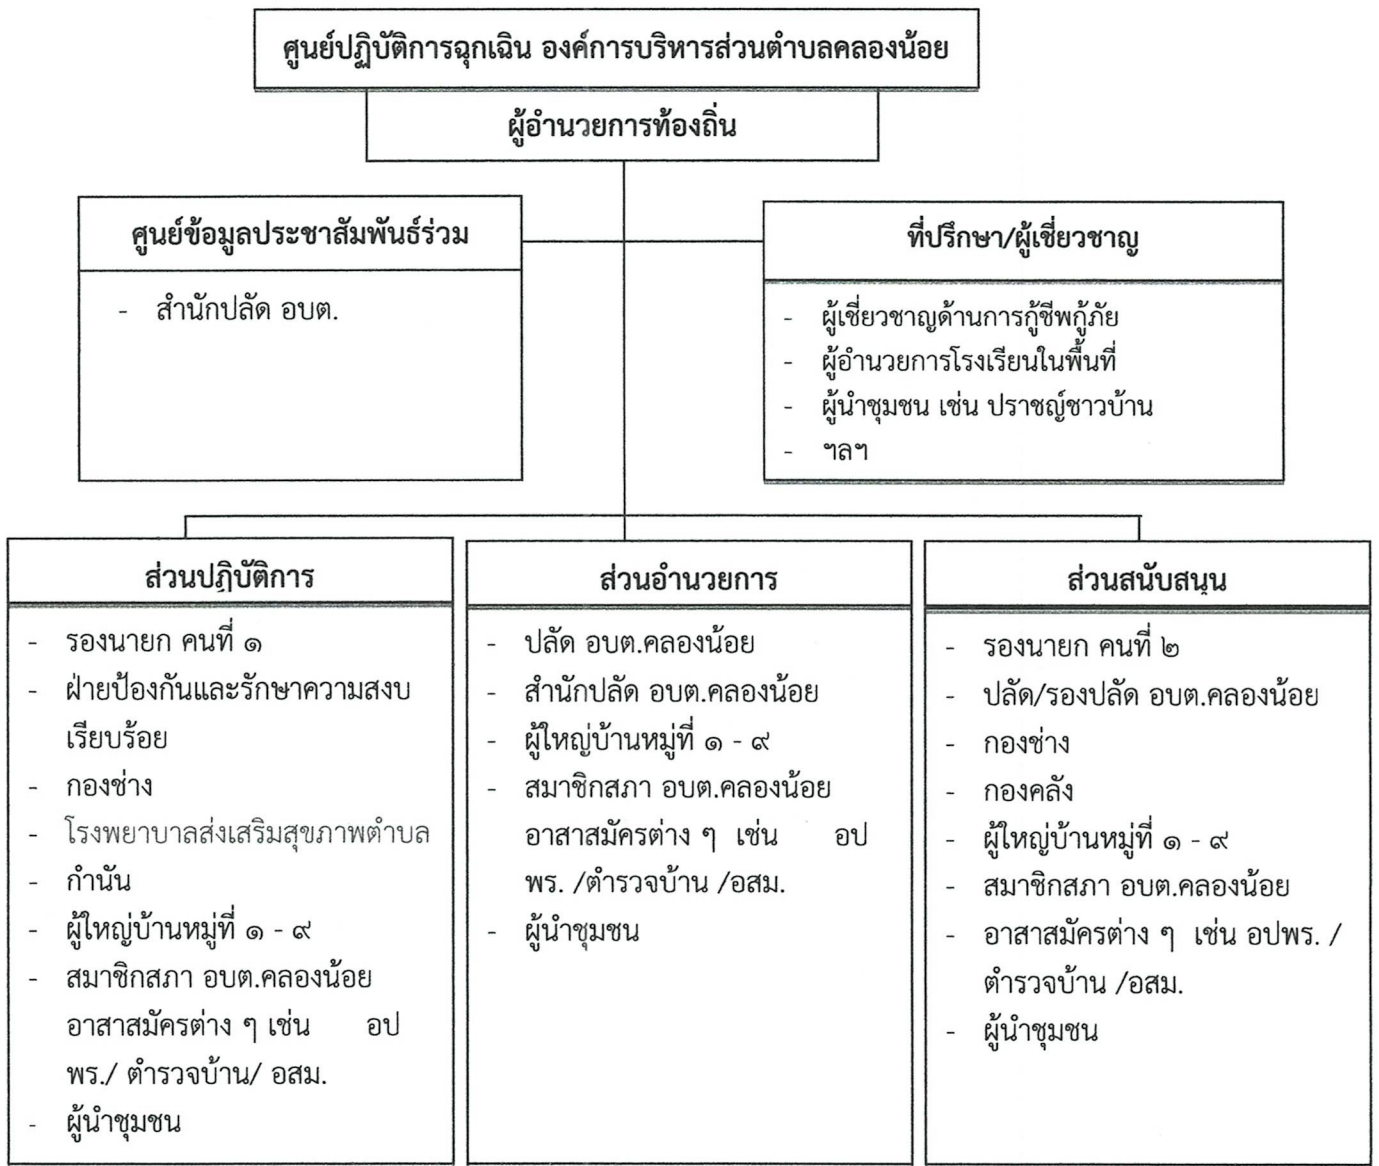 ศูนย์ปฏิบัติการฉุกเฉิน องค์การบริหารส่วนตำบลคลองน้อย
ผู้อำนวยการท้องถิ่น
ศูนย์ข้อมูลประชาสัมพันธ์ร่วม
- สำนักปลัด อบต.
ที่ปรึกษา/ผู้เชี่ยวชาญ
- ผู้เชี่ยวชาญด้านการกู้ชีพกู้ภัย
- ผู้อำนวยการโรงเรียนในพื้นที่
- ผู้นำชุมชน เช่น ปราชญ์ชาวบ้าน
- ฯลฯ
ส่วนปฏิบัติการ
- รองนายก คนที่ ๑
- ฝ่ายป้องกันและรักษาความสงบ
เรียบร้อย
- กองช่าง
- โรงพยาบาลส่งเสริมสุขภาพตำบล
- กำนัน
- ผู้ใหญ่บ้านหมู่ที่ ๑ - ๙
- สมาชิกสภา อบต.คลองน้อย
อาสาสมัครต่าง ๆ เช่น อป
พร./ ตำรวจบ้าน/ อสม.
- ผู้นำชุมชน
ส่วนอำนวยการ
- ปลัด อบต.คลองน้อย
- สำนักปลัด อบต.คลองน้อย
- ผู้ใหญ่บ้านหมู่ที่ ๑ - ๙
- สมาชิกสภา อบต.คลองน้อย
อาสาสมัครต่าง ๆ เช่น อป
พร. /ตำรวจบ้าน /อสม.
- ผู้นำชุมชน
ส่วนสนับสนุน
- รองนายก คนที่ ๒
- ปลัด/รองปลัด อบต.คลองน้อย
- กองช่าง
- กองคลัง
- ผู้ใหญ่บ้านหมู่ที่ ๑ - ๙
- สมาชิกสภา อบต.คลองน้อย
- อาสาสมัครต่าง ๆ เช่น อปพร. /
ตำรวจบ้าน /อสม.
- ผู้นำชุมชน